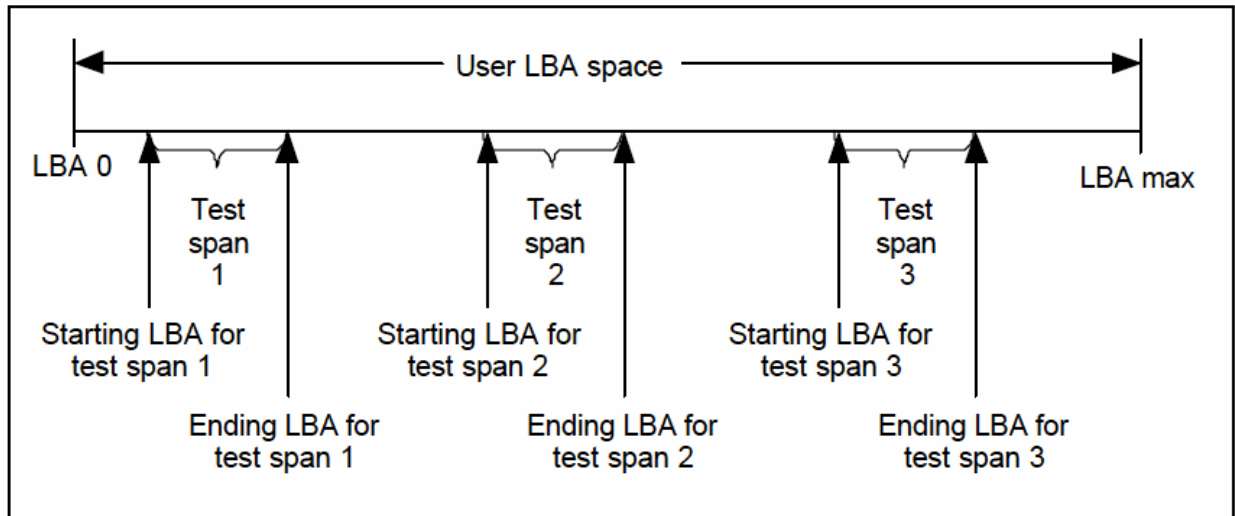 User LBA space
LBA 0
LBA max
Test
span
1
Test
span
2
Test
span
3
Starting LBA for
test span 1
Starting LBA for
test span 2
Starting LBA for
test span 3
Ending LBA for
test span 1
Ending LBA for
test span 2
Ending LBA for
test span 3